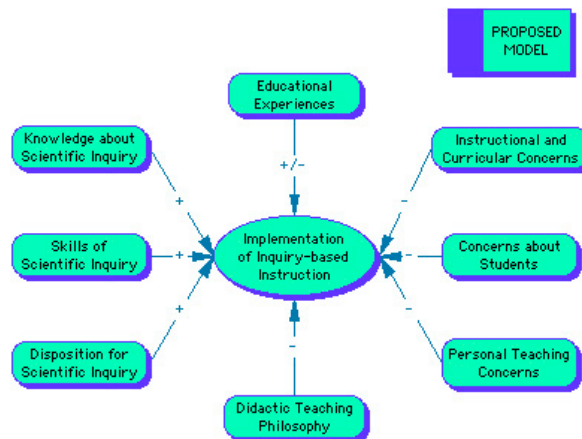 PROPOSED
MODEL
Educational
Experiences
Knowledge about
Scientific Inquiry
Instructional and
Curricular Concerns
+/-
+
-
Skills of
Scientific Inquiry
+
Implementation
of Inquiry-based
Instruction
-
Concerns about
Students
+
-
-
Disposition for
Scientific Inquiry
Personal Teaching
Concerns
Didactic Teaching
Philosophy